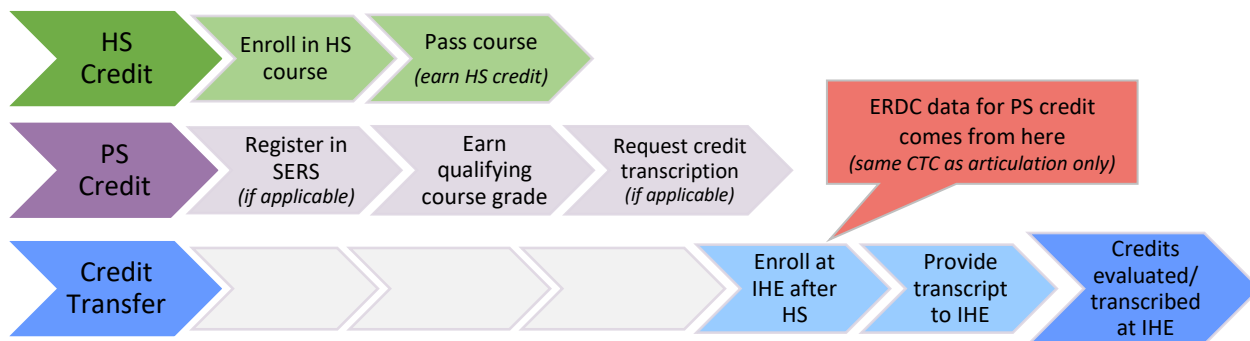 HS
Credit
Enroll in HS
course
Pass course
(earn HS credit)
ERDC data for PS credit
comes from here
(same CTC as articulation only)
PS
Credit
Register in
SERS
(if applicable)
Earn
qualifying
course grade
Request credit
transcription
(if applicable)
Credit
Transfer
Enroll at
IHE after
HS
Provide
transcript
to IHE
Credits
evaluated/
transcribed
at IHE